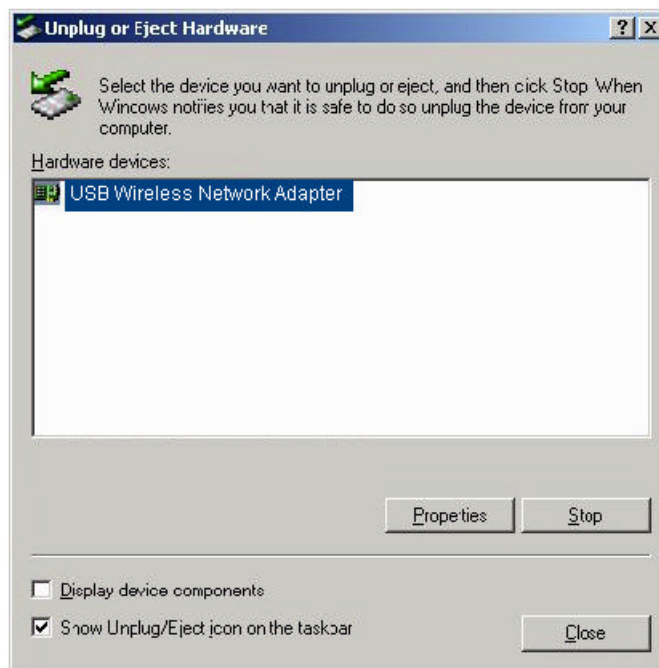 Unplug or Eject Hardware
Select the device you want to unplug or eject, and then click Stop. When
Windows notifies you that it is safe to do so unplug the device from your
computer.
Hardware devices:
USB Wireless Network Adapter
Properties
Stop
Display device components
Show Unplug/Eject icon on the taskbar
Close